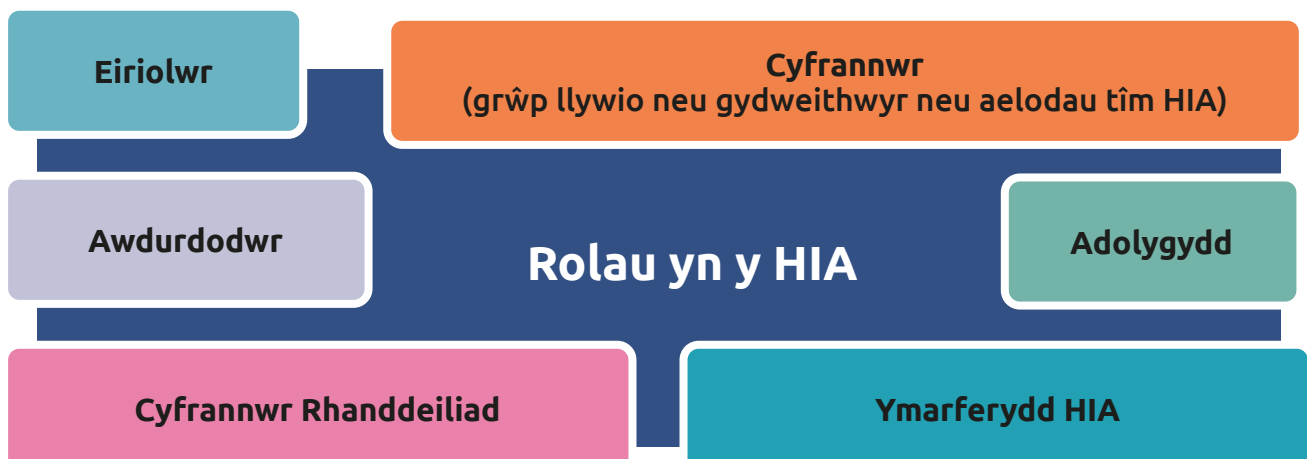 Eiriolwr
Cyfrannwr
(grŵp llywio neu gydweithwyr neu aelodau tîm HIA)
Awdurdodwr
Rolau yn y HIA
Adolygydd
Cyfrannwr Rhanddeiliad
Ymarferydd HIA